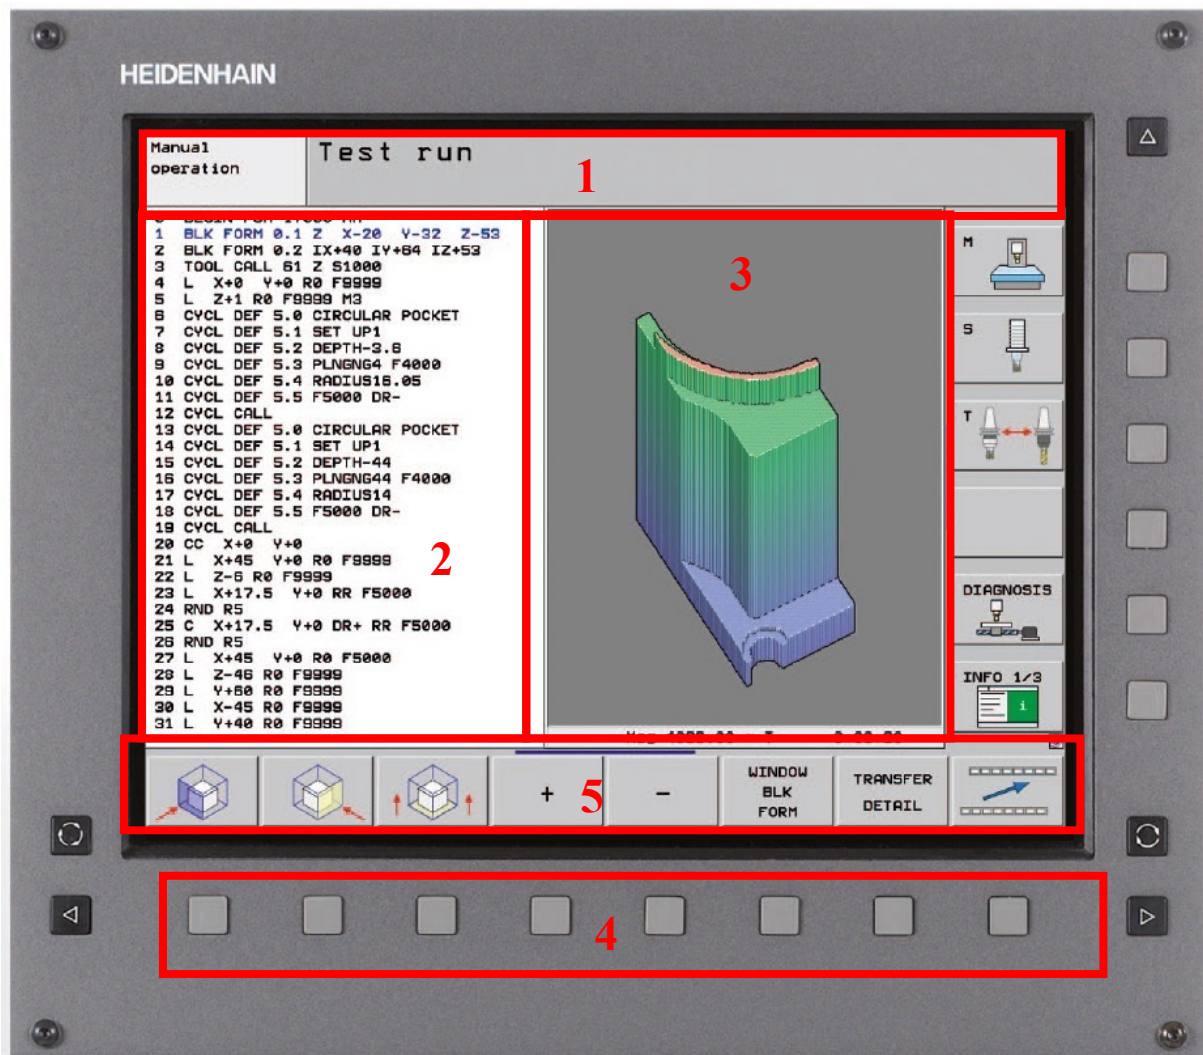 HEIDENHAIN
Manual
operation
Test run
1
1 BLK FORM 0.1 Z X-20 Y-32 Z-53
2 BLK FORM 0.2 IX+40 IY+64 IZ+53
3 TOOL CALL 61 Z S1000
4 L X+0 Y+0 R0 F9999
5 L Z+1 R0 F9999 M3
6 CYCL DEF 5.0 CIRCULAR POCKET
7 CYCL DEF 5.1 SET UP1
8 CYCL DEF 5.2 DEPTH-3.6
9 CYCL DEF 5.3 PLNGNG4 F4000
10 CYCL DEF 5.4 RADIUS16.05
11 CYCL DEF 5.5 F5000 DR-
12 CYCL CALL
13 CYCL DEF 5.0 CIRCULAR POCKET
14 CYCL DEF 5.1 SET UP1
15 CYCL DEF 5.2 DEPTH-44
16 CYCL DEF 5.3 PLNGNG44 F4000
17 CYCL DEF 5.4 RADIUS14
18 CYCL DEF 5.5 F5000 DR-
19 CYCL CALL
20 CC X+0 Y+0
21 L X+45 Y+0 R0 F9999
22 L Z-6 R0 F9999
23 L X+17.5 Y+0 RR F5000
24 RND R5
25 C X+17.5 Y+0 DR+ RR F5000
26 RND R5
27 L X+45 Y+0 R0 F5000
28 L Z-46 R0 F9999
29 L Y+60 R0 F9999
30 L X-45 R0 F9999
31 L Y+40 R0 F9999
2
3
M
S
T
DIAGNOSIS
INFO 1/3
i
+
5
-
WINDOW
BLK
FORM
TRANSFER
DETAIL
4